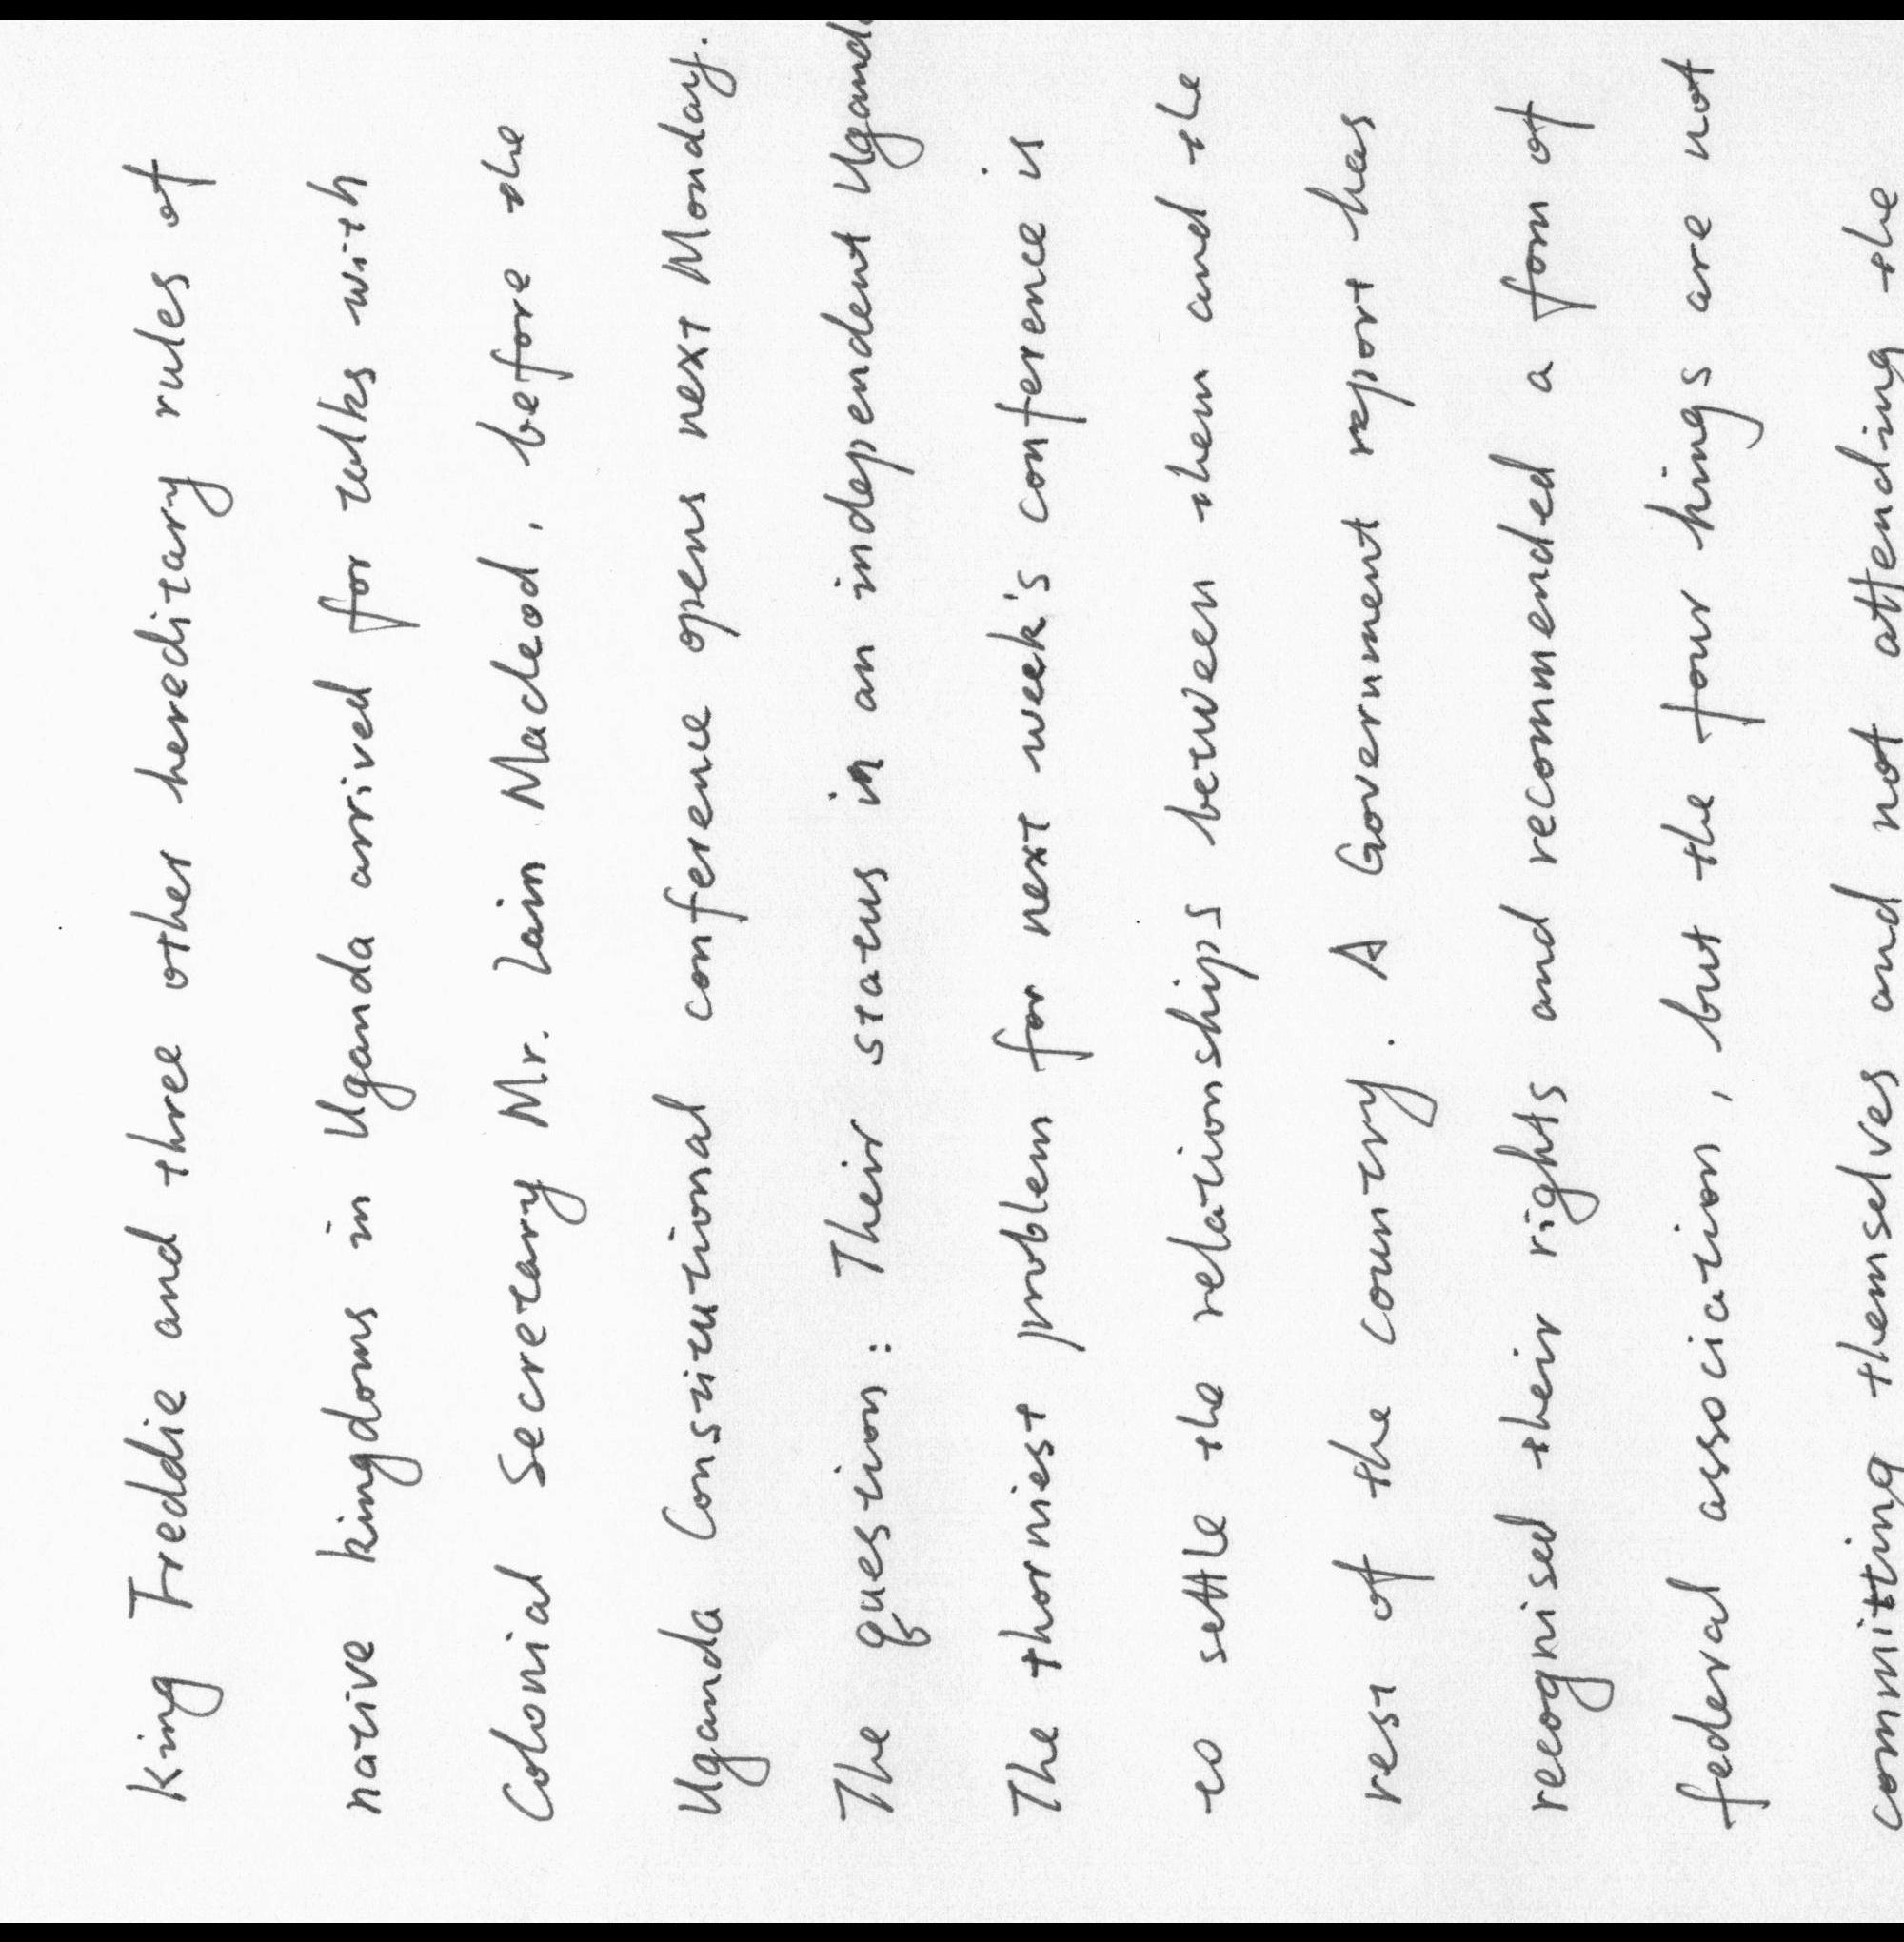 King Freddie and three other hereditary rules of
native kingdoms in Uganda arrived for talks with
Colonial Secretary Mr. Iain Macleod, before the
Uganda Constitutional conference opens next Monday.
The question: Their status in an independent Uganda
The thorniest problem for next week's conference is
to settle the relationships between them and the
rest of the country. A Government report has
recognised their rights and recommended a form of
federal association, but the four kings are not
committing themselves and not attending the